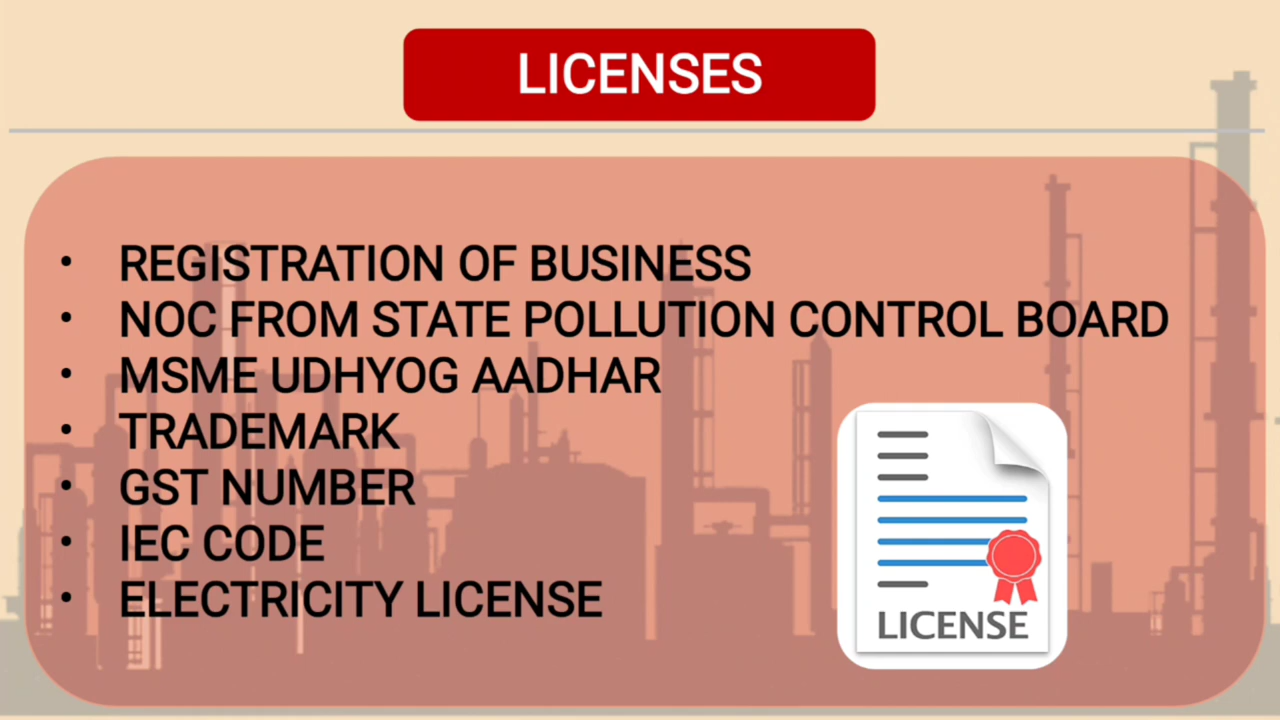 LICENSES
• REGISTRATION OF BUSINESS
• NOC FROM STATE POLLUTION CONTROL BOARD
• MSME UDHYOG AADHAR
• TRADEMARK
• GST NUMBER
• IEC CODE
• ELECTRICITY LICENSE
LICENSE